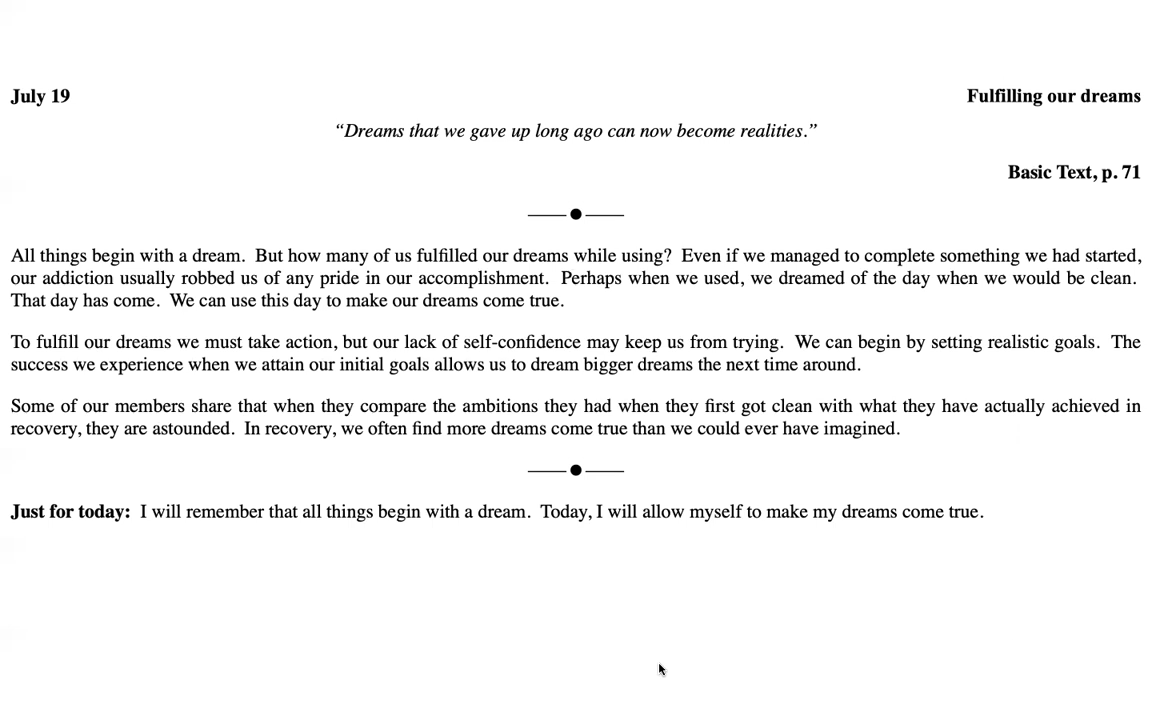 July 19
Fulfilling our dreams
“Dreams that we gave up long ago can now become realities.”
Basic Text, p. 71
All things begin with a dream. But how many of us fulfilled our dreams while using? Even if we managed to complete something we had started,
our addiction usually robbed us of any pride in our accomplishment. Perhaps when we used, we dreamed of the day when we would be clean.
That day has come. We can use this day to make our dreams come true.
To fulfill our dreams we must take action, but our lack of self-confidence may keep us from trying. We can begin by setting realistic goals. The
success we experience when we attain our initial goals allows us to dream bigger dreams the next time around.
Some of our members share that when they compare the ambitions they had when they first got clean with what they have actually achieved in
recovery, they are astounded. In recovery, we often find more dreams come true than we could ever have imagined.
Just for today: I will remember that all things begin with a dream. Today, I will allow myself to make my dreams come true.